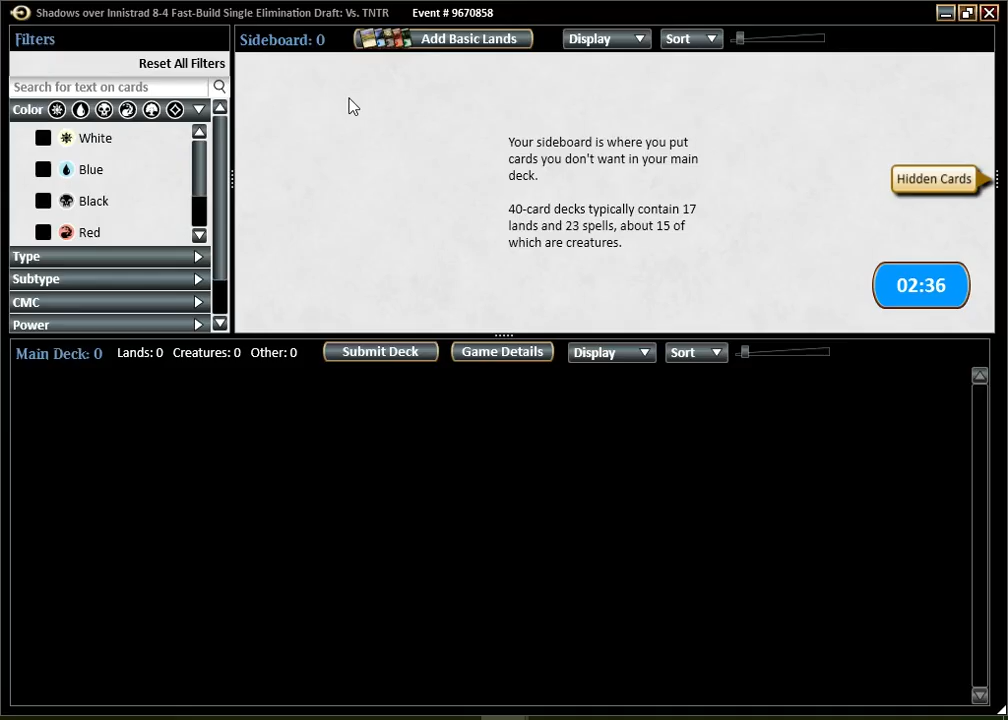 Shadows over Innistrad 8-4 Fast-Build Single Elimination Draft: Vs. TNTR Event # 9670858
Filters
Reset All Filters
Search for text on cards
Color
White
Blue
Black
Red
Type
Subtype
CMC
Power
Sideboard: 0 Add Basic Lands Display Sort
Your sideboard is where you put
cards you don't want in your main
deck.
40-card decks typically contain 17
lands and 23 spells, about 15 of
which are creatures.
Hidden Cards
02:36
Main Deck: 0 Lands: 0 Creatures: 0 Other: 0 Submit Deck Game Details Display Sort